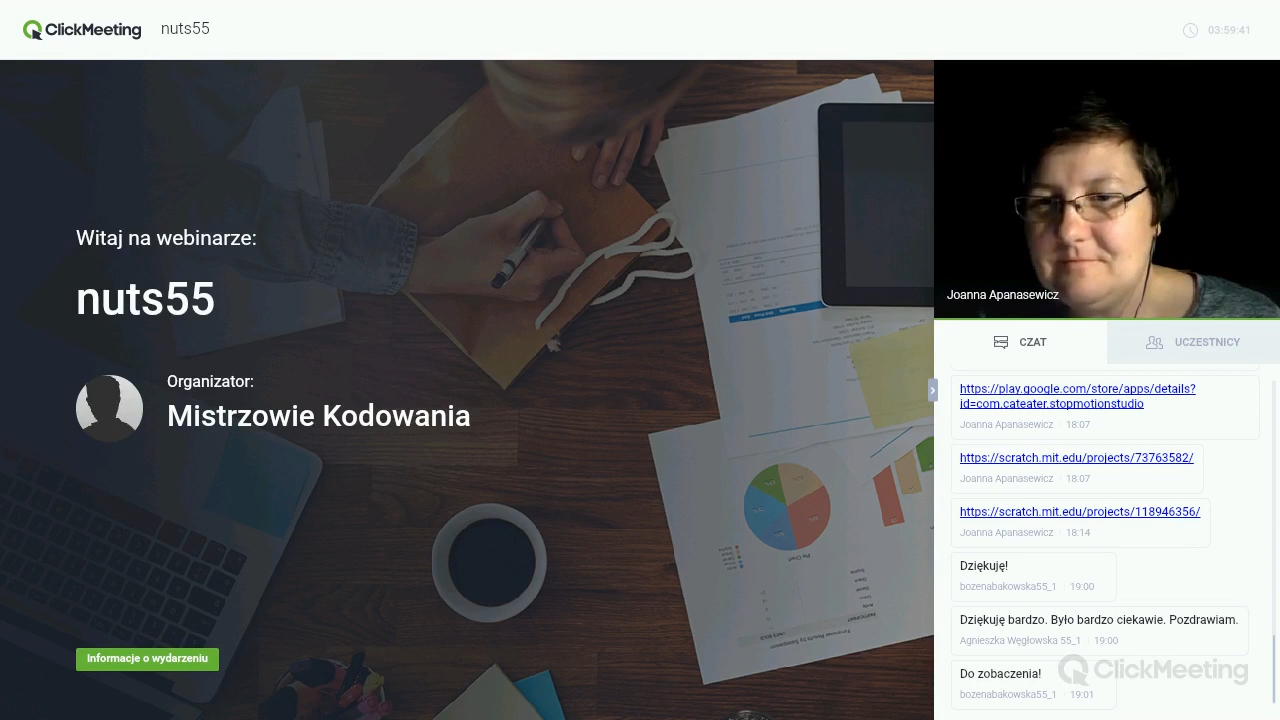 ClickMeeting nuts55
03:59:41
Witaj na webinarze:
nuts55
Organizator:
Mistrzowie Kodowania
Informacje o wydarzeniu
Joanna Apanasewicz
CZAT
UCZESTNICY
https://play.google.com/store/apps/details?
id=com.cateater.stopmotionstudio
Joanna Apanasewicz 18:07
https://scratch.mit.edu/projects/73763582/
Joanna Apanasewicz 18:07
https://scratch.mit.edu/projects/118946356/
Joanna Apanasewicz 18:14
Dziękuję!
bozenabakowska55_1 19:00
Dziękuję bardzo. Było bardzo ciekawie. Pozdrawiam.
Agnieszka Węgłowska 55_1 19:00
Do zobaczenia!
bozenabakowska55_1 19:01
ClickMeeting